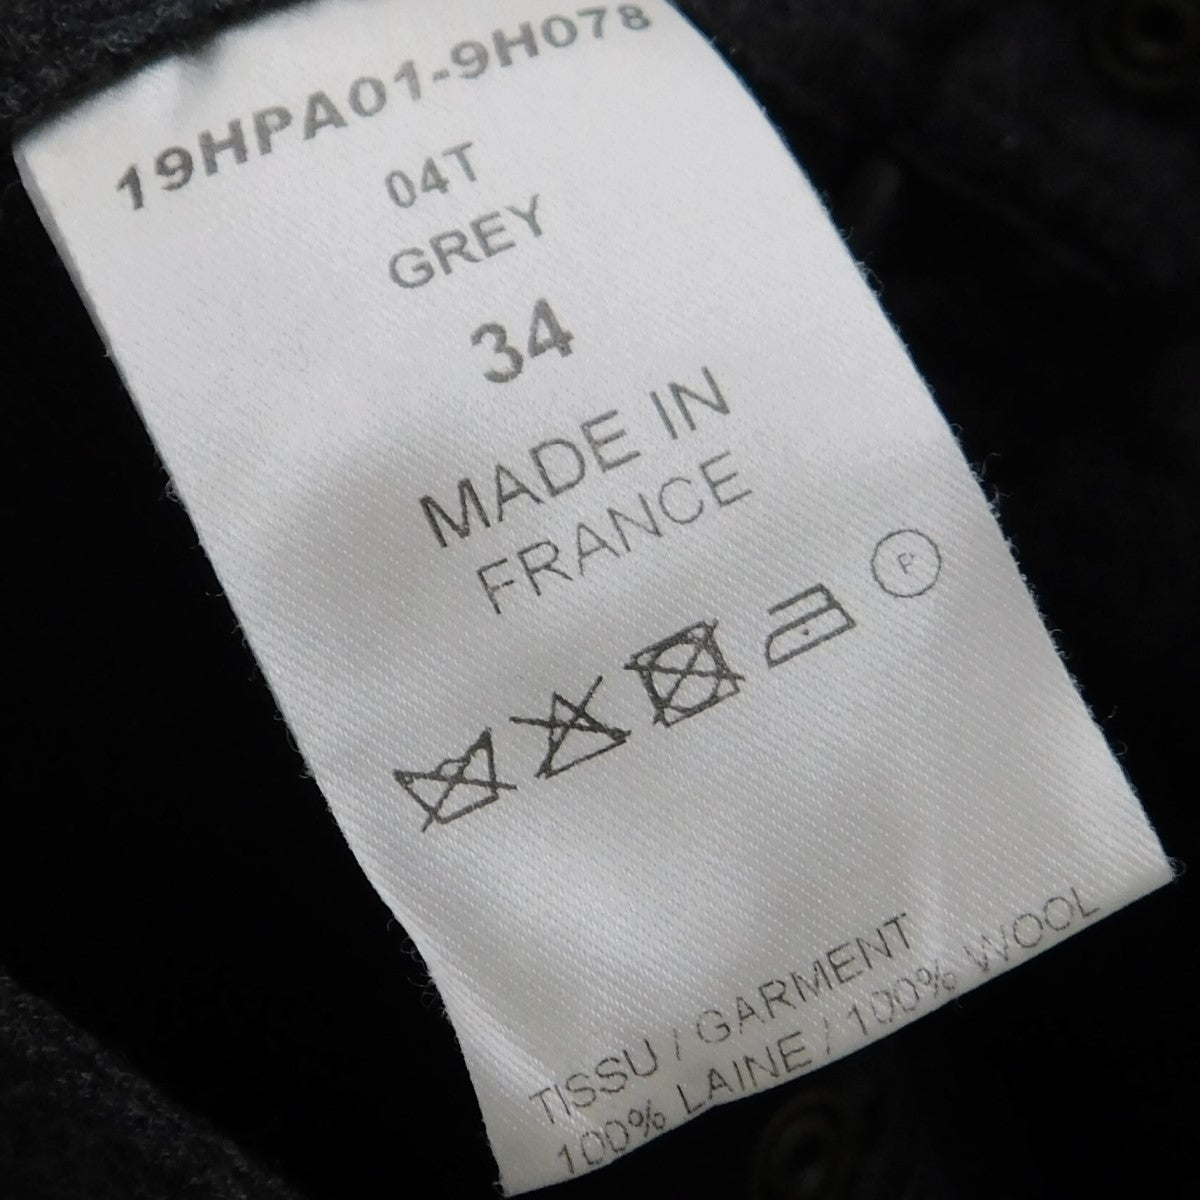 19HPA01-9H078
04T
GREY
34
MADE IN
FRANCE
P
TISSU / GARMENT
100% LAINE / 100% WOOL